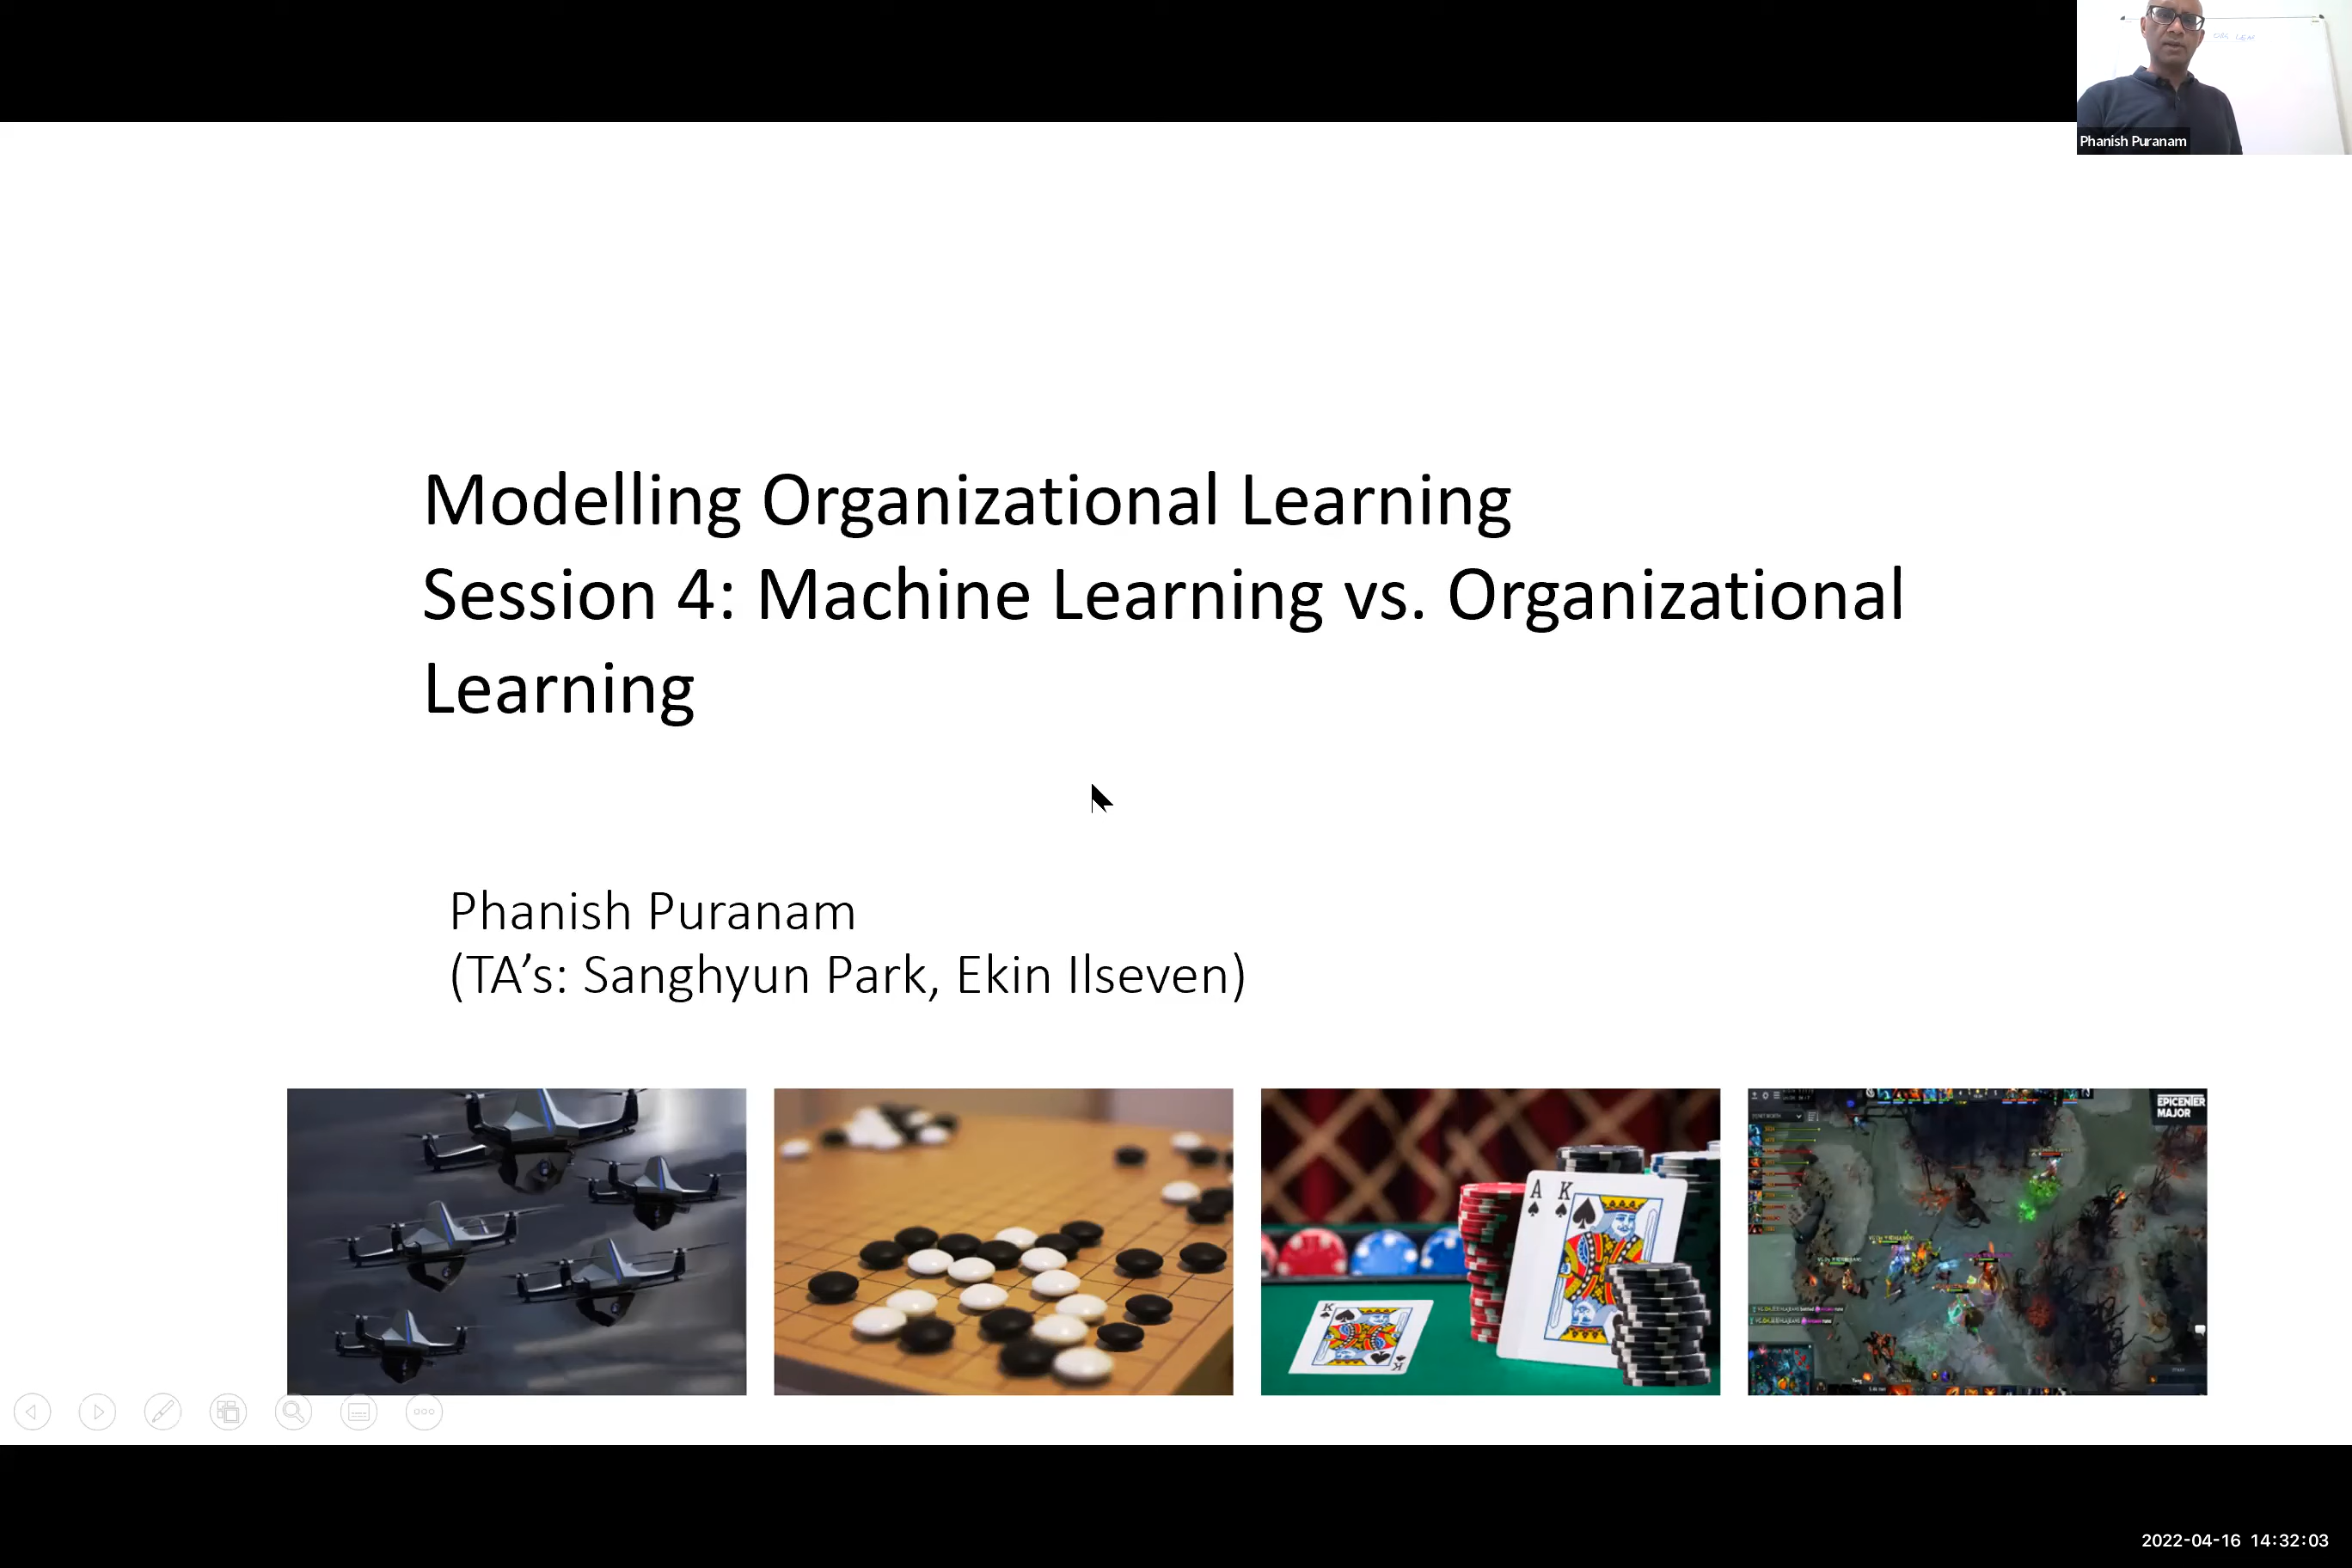 Phanish Puranam
Modelling Organizational Learning
Session 4: Machine Learning vs. Organizational
Learning
Phanish Puranam
(TA’s: Sanghyun Park, Ekin Ilseven)
A K
K
K
EPICENTER
MAJOR
2022-04-16 14:32:03